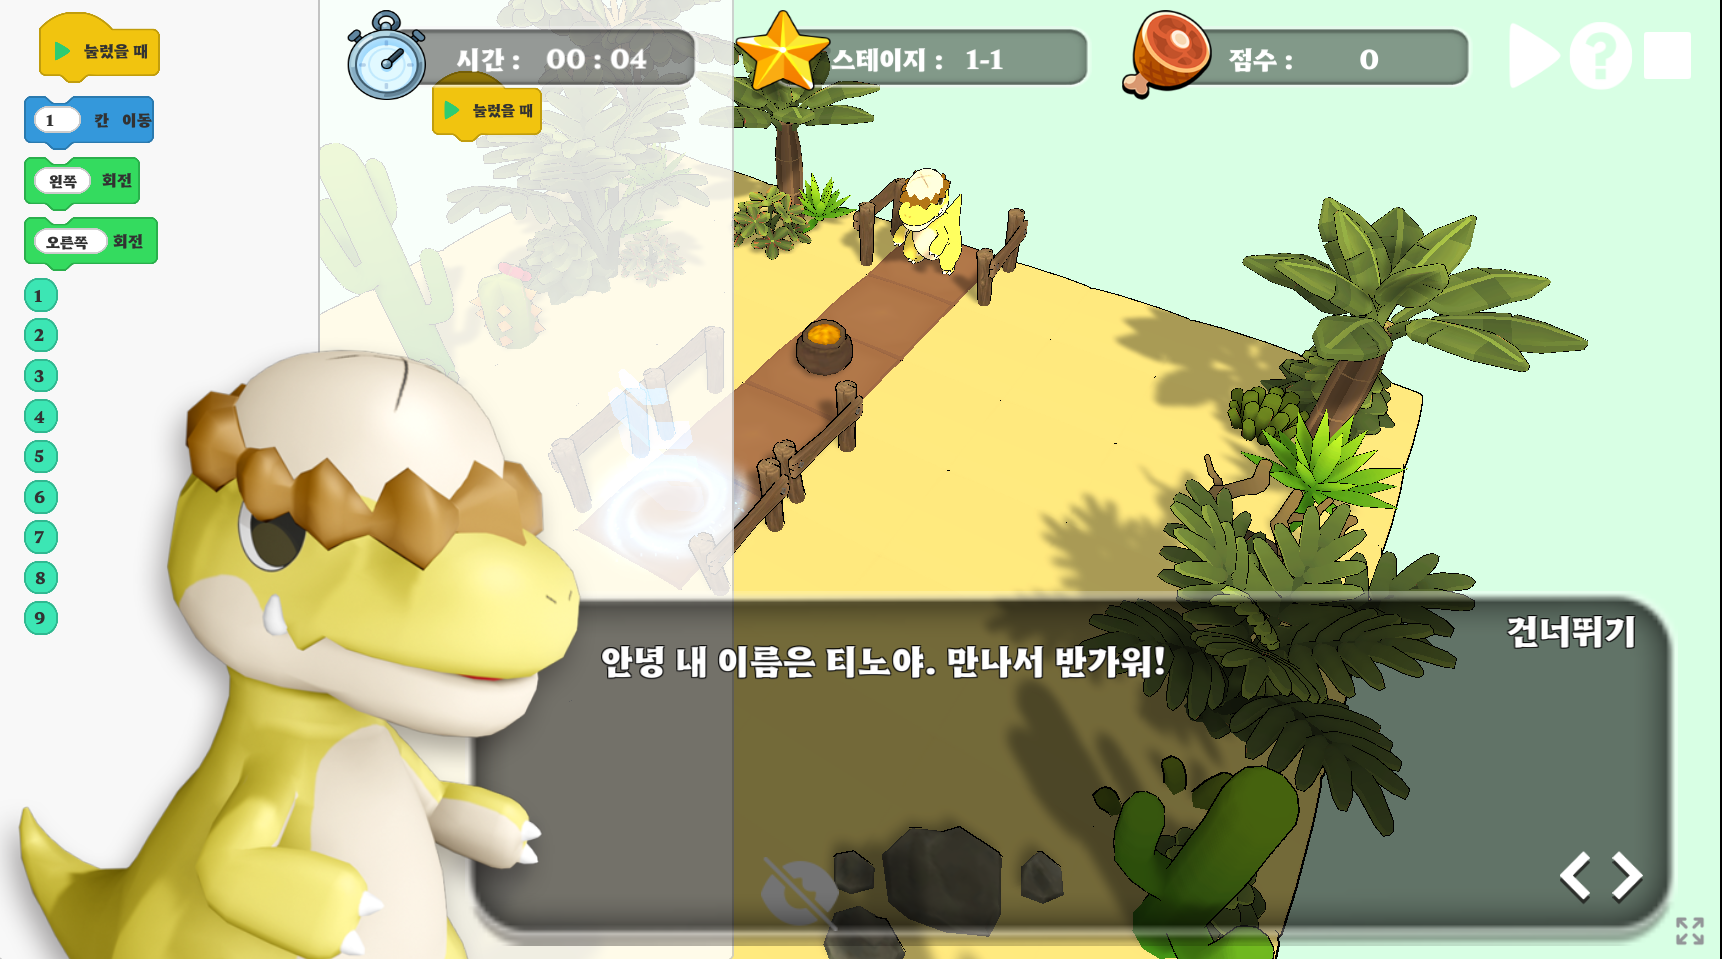 눌렀을 때
1 칸 이동
왼쪽 회전
오른쪽 회전
1
2
3
4
5
6
7
8
9
시간 : 00 : 04
스테이지 : 1-1
점수 : 0
?
눌렀을 때
건너뛰기
안녕 내 이름은 티노야. 만나서 반가워!